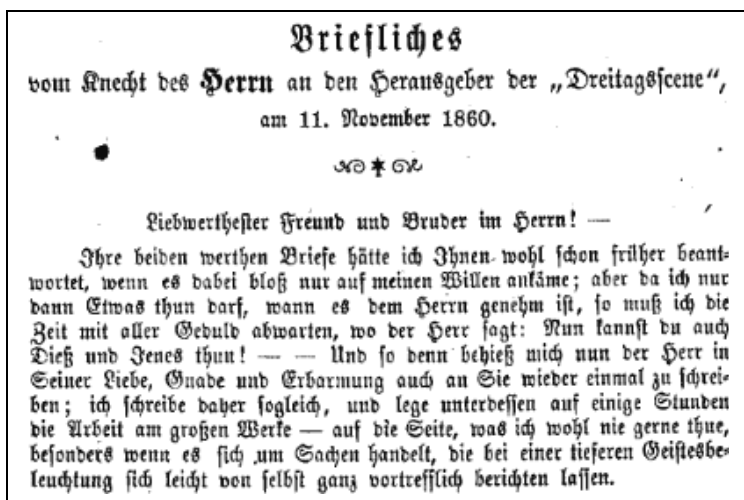 Briefliches
vom Knecht des Herrn an den Herausgeber der „Dreitagsscene“,
am 11. November 1860.
Liebwerthester Freund und Bruder im Herrn! —
Ihre beiden werthen Briefe hätte ich Ihnen wohl schon früher beant-
wortet, wenn es dabei bloß nur auf meinen Willen ankäme; aber da ich nur
dann Etwas thun darf, wann es dem Herrn genehm ist, so muß ich die
Zeit mit aller Geduld abwarten, wo der Herr sagt: Nun kannst du auch
Dieß und Jenes thun! — — Und so denn behieß mich nun der Herr in
Seiner Liebe, Gnade und Erbarmung auch an Sie wieder einmal zu schrei-
ben; ich schreibe daher sogleich, und lege unterdessen auf einige Stunden
die Arbeit am großen Werke — auf die Seite, was ich wohl nie gerne thue,
besonders wenn es sich um Sachen handelt, die bei einer tieferen Geistesbe-
leuchtung sich leicht von selbst ganz vortrefflich berichten lassen.